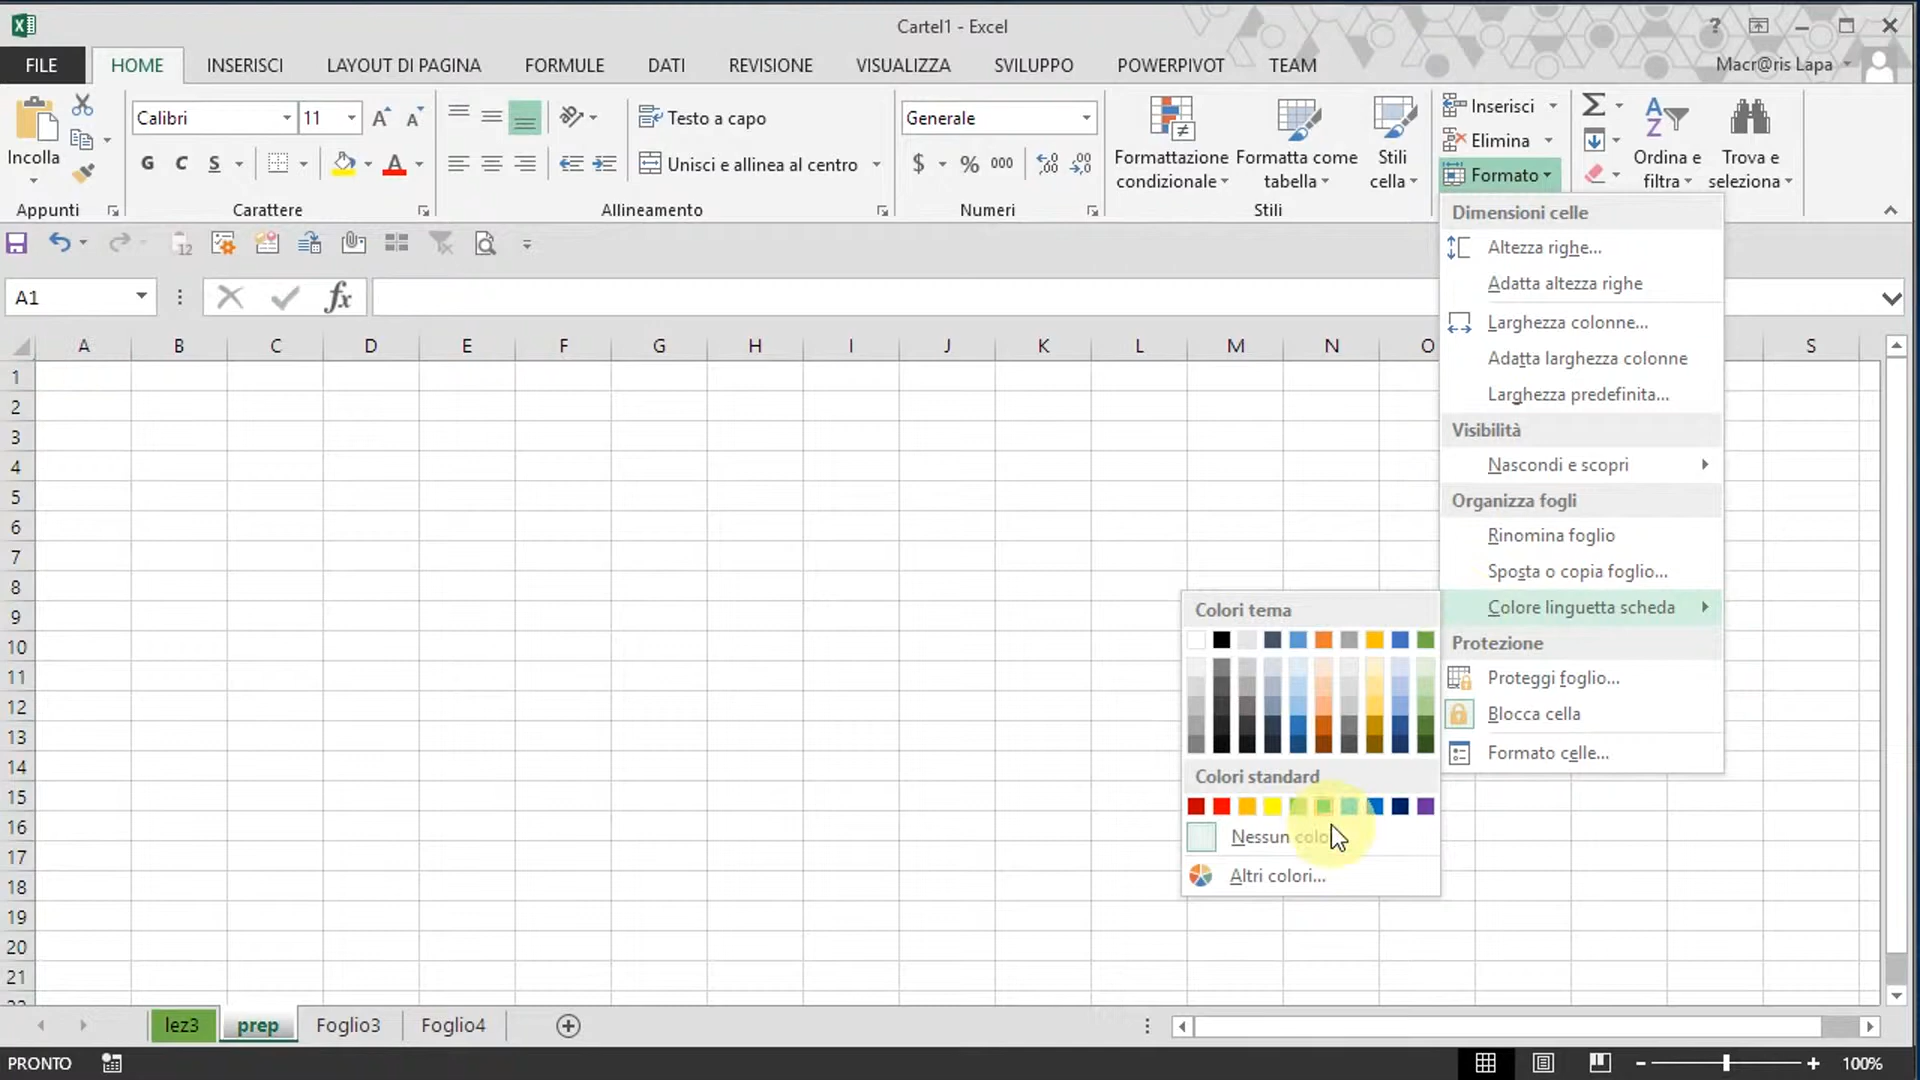 Cartel1 - Excel
?
FILE HOME INSERISCI LAYOUT DI PAGINA FORMULE DATI REVISIONE VISUALIZZA SVILUPPO POWERPIVOT TEAM Macr@ris Lapa
Incolla
Appunti
Calibri 11
G C S
Carattere
Testo a capo
Unisci e allinea al centro
Allineamento
Generale
$ % 000
Numeri
Formattazione condizionale
Formatta come tabella
Stili cella
Stili
Inserisci
Elimina
Formato
Ordina e filtra
Trova e seleziona
A1
fx
A B C D E F G H I J K L M N O S
1
2
3
4
5
6
7
8
9
10
11
12
13
14
15
16
17
18
19
20
21
Dimensioni celle
Altezza righe...
Adatta altezza righe
Larghezza colonne...
Adatta larghezza colonne
Larghezza predefinita...
Visibilità
Nascondi e scopri
Organizza fogli
Rinomina foglio
Sposta o copia foglio...
Colore linguetta scheda
Protezione
Proteggi foglio...
Blocca cella
Formato celle...
Colori tema
Colori standard
Nessun colo
Altri colori...
lez3 prep Foglio3 Foglio4
PRONTO 100%